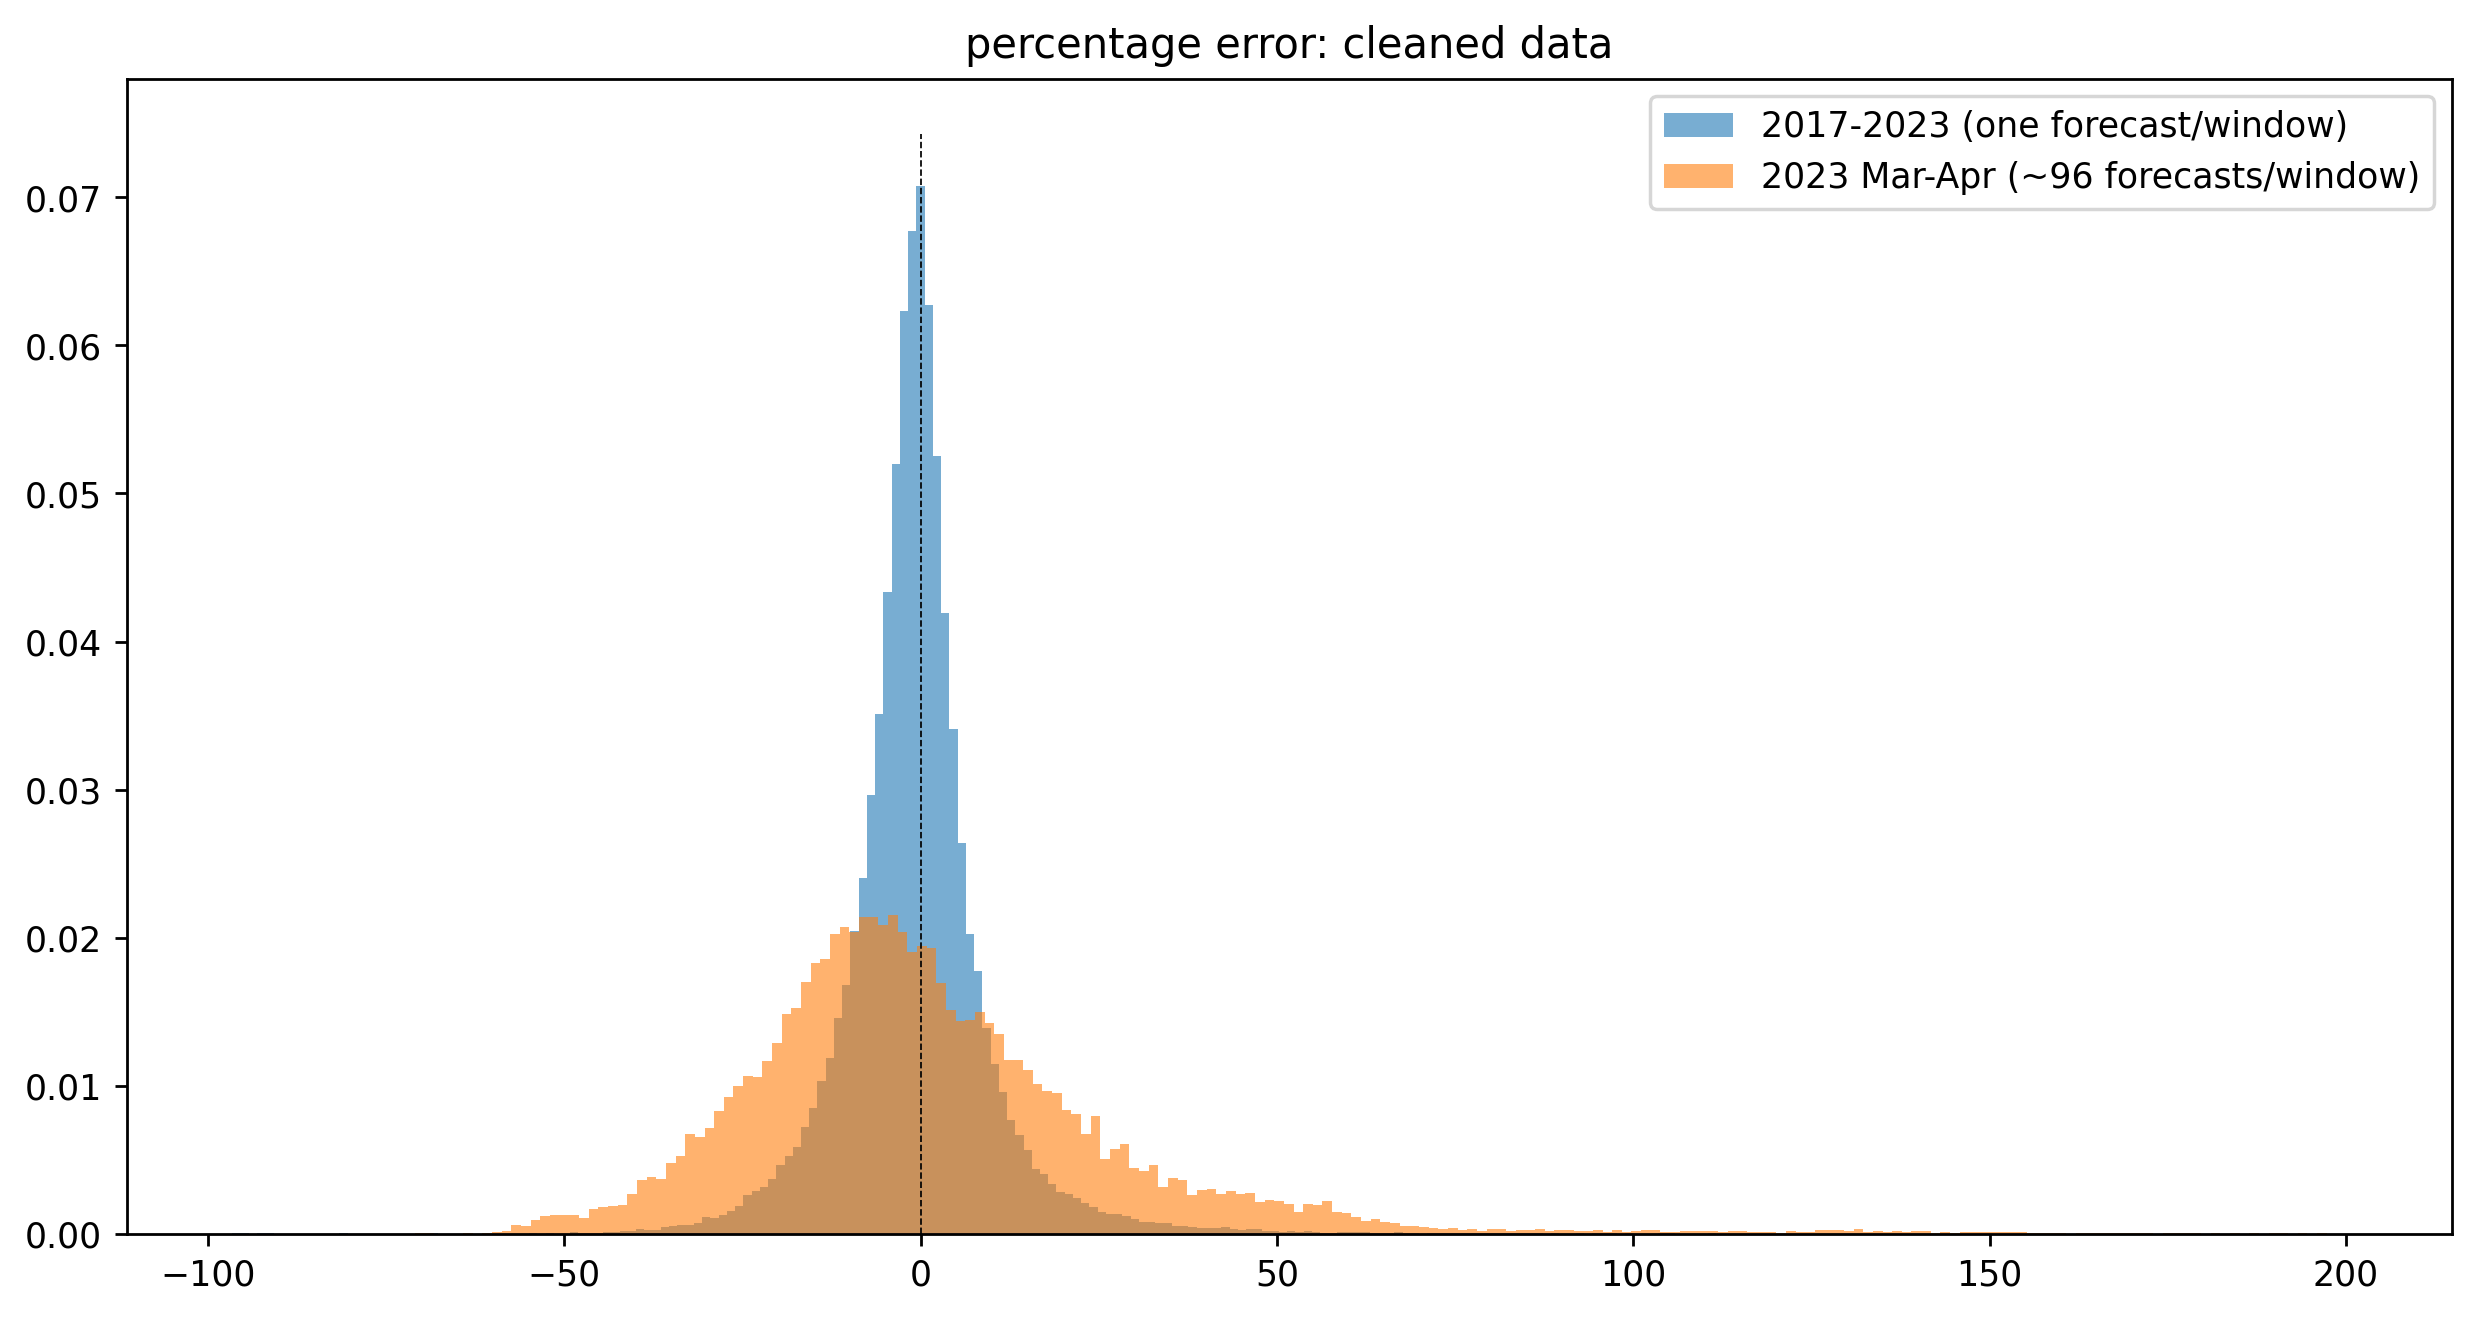 percentage error: cleaned data
2017-2023 (one forecast/window)
2023 Mar-Apr (~96 forecasts/window)
0.07
0.06
0.05
0.04
0.03
0.02
0.01
0.00
−100 −50 0 50 100 150 200